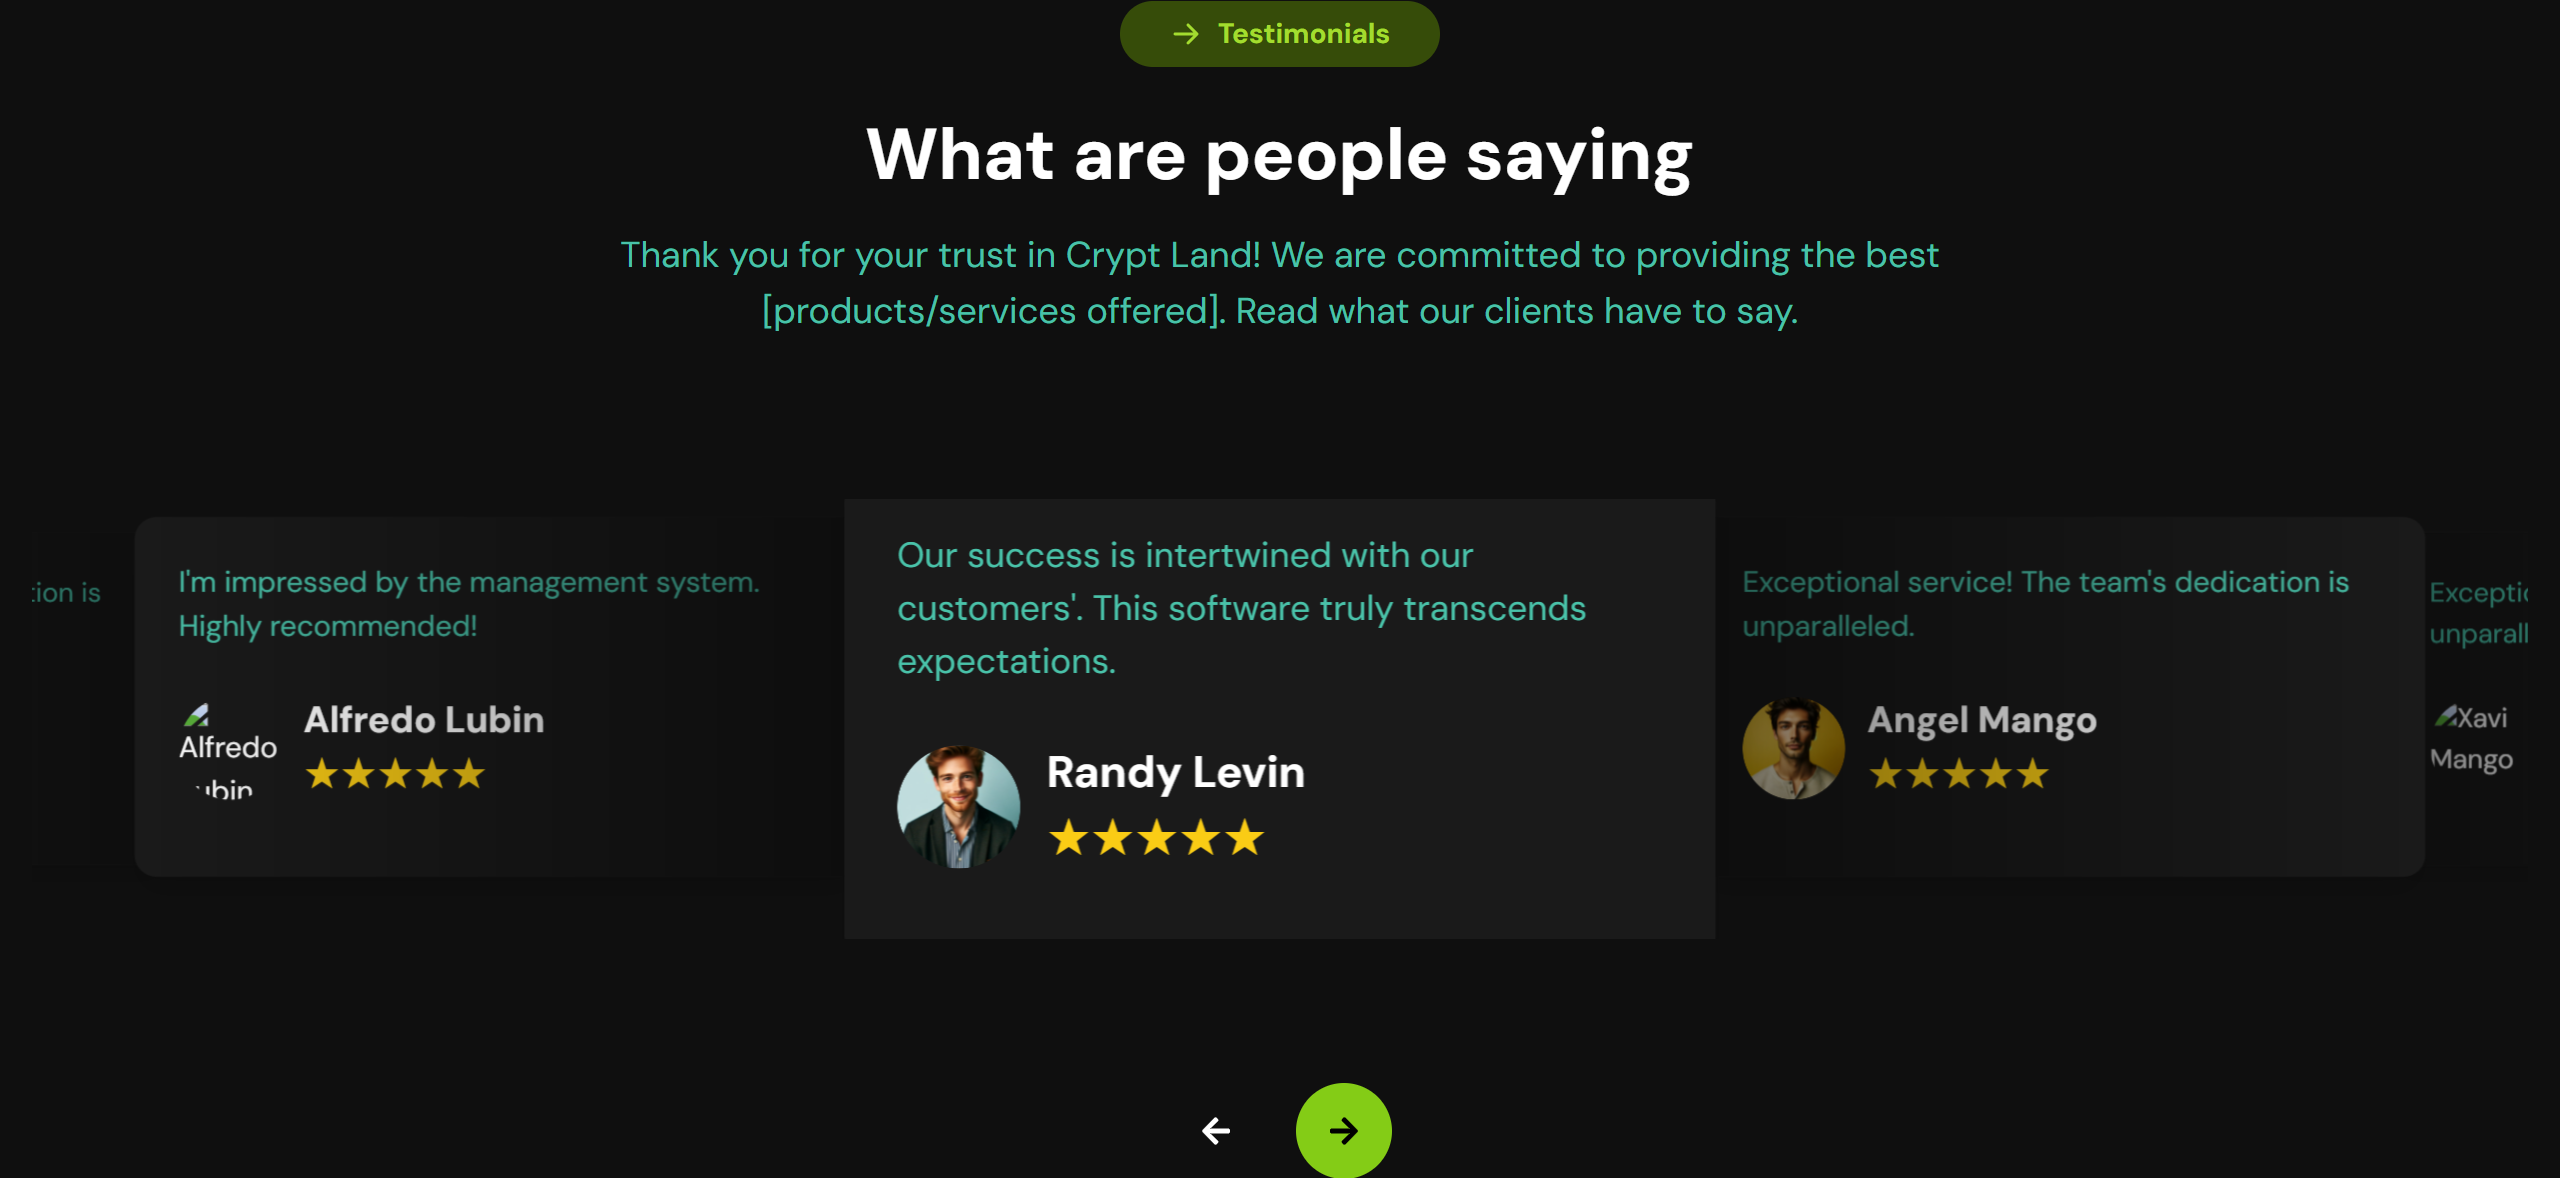 Testimonials
What are people saying
Thank you for your trust in Crypt Land! We are committed to providing the best
[products/services offered]. Read what our clients have to say.
ion is
I'm impressed by the management system.
Highly recommended!
Alfredo
Alfredo Lubin
ubin
Our success is intertwined with our
customers'. This software truly transcends
expectations.
Randy Levin
Exceptional service! The team's dedication is
unparalleled.
Angel Mango
Excepti
unparall
Xavi
Mango